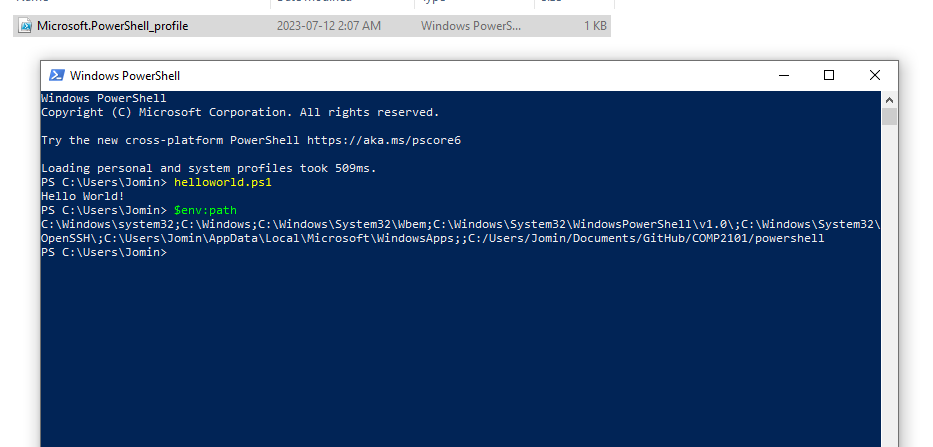 Microsoft.PowerShell_profile 2023-07-12 2:07 AM Windows PowerS... 1 KB
Windows PowerShell
Windows PowerShell
Copyright (C) Microsoft Corporation. All rights reserved.
Try the new cross-platform PowerShell https://aka.ms/pscore6
Loading personal and system profiles took 509ms.
PS C:\Users\Jomin> helloworld.ps1
Hello World!
PS C:\Users\Jomin> $env:path
C:\Windows\system32;C:\Windows;C:\Windows\System32\Wbem;C:\Windows\System32\WindowsPowerShell\v1.0\;C:\Windows\System32\
OpenSSH\;C:\Users\Jomin\AppData\Local\Microsoft\WindowsApps;;C:/Users/Jomin/Documents/GitHub/COMP2101/powershell
PS C:\Users\Jomin>